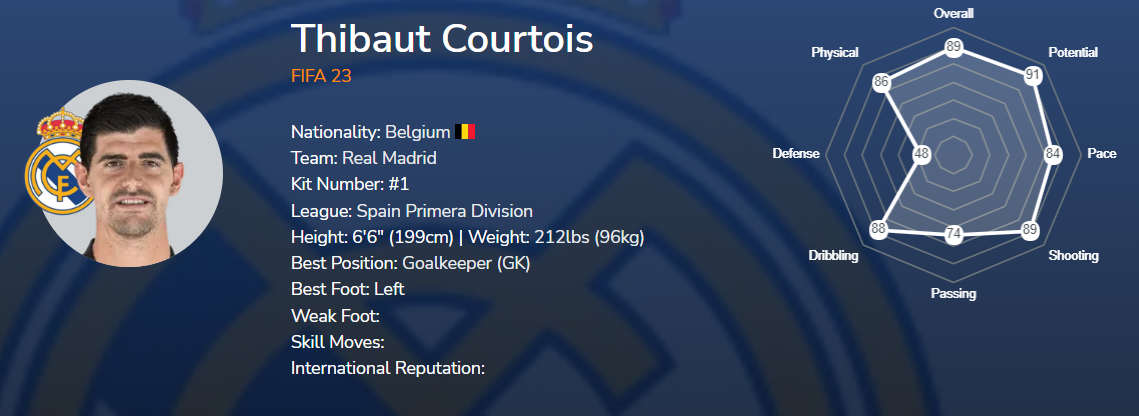 Thibaut Courtois
FIFA 23
Nationality: Belgium
Team: Real Madrid
Kit Number: #1
League: Spain Primera Division
Height: 6'6" (199cm) | Weight: 212lbs (96kg)
Best Position: Goalkeeper (GK)
Best Foot: Left
Weak Foot:
Skill Moves:
International Reputation:
Overall
89
Potential
91
Pace
84
Shooting
89
Passing
74
Dribbling
88
Defense
48
Physical
86